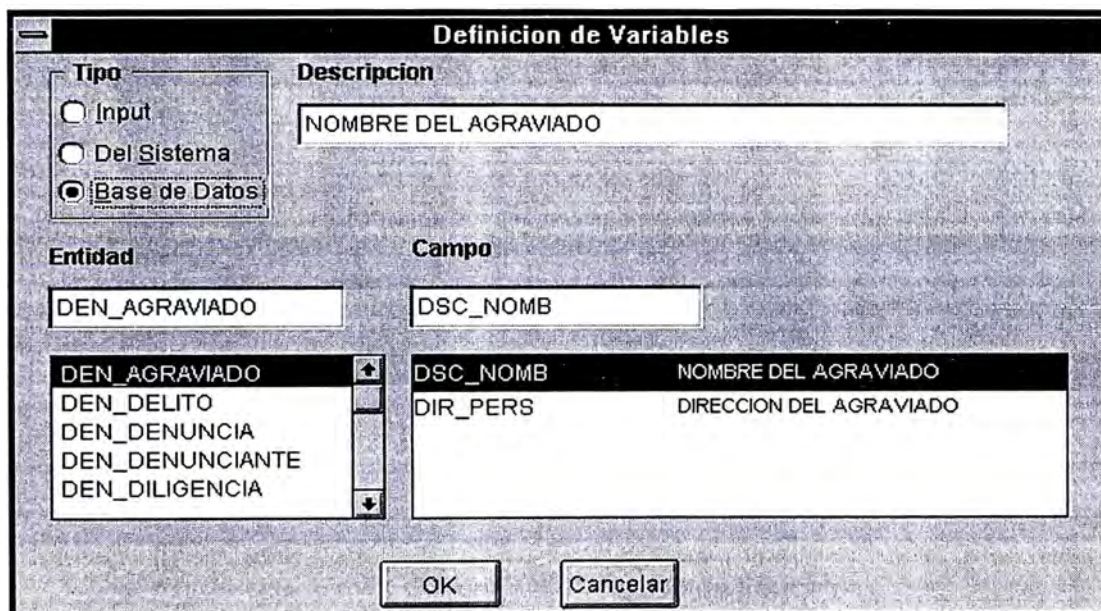 Definicion de Variables
Tipo
Input
Del Sistema
Base de Datos
Descripcion
NOMBRE DEL AGRAVIADO
Entidad
DEN_AGRAVIADO
DEN_AGRAVIADO
DEN_DELITO
DEN_DENUNCIA
DEN_DENUNCIANTE
DEN_DILIGENCIA
Campo
DSC_NOMB
DSC_NOMB NOMBRE DEL AGRAVIADO
DIR_PERS DIRECCION DEL AGRAVIADO
OK
Cancelar